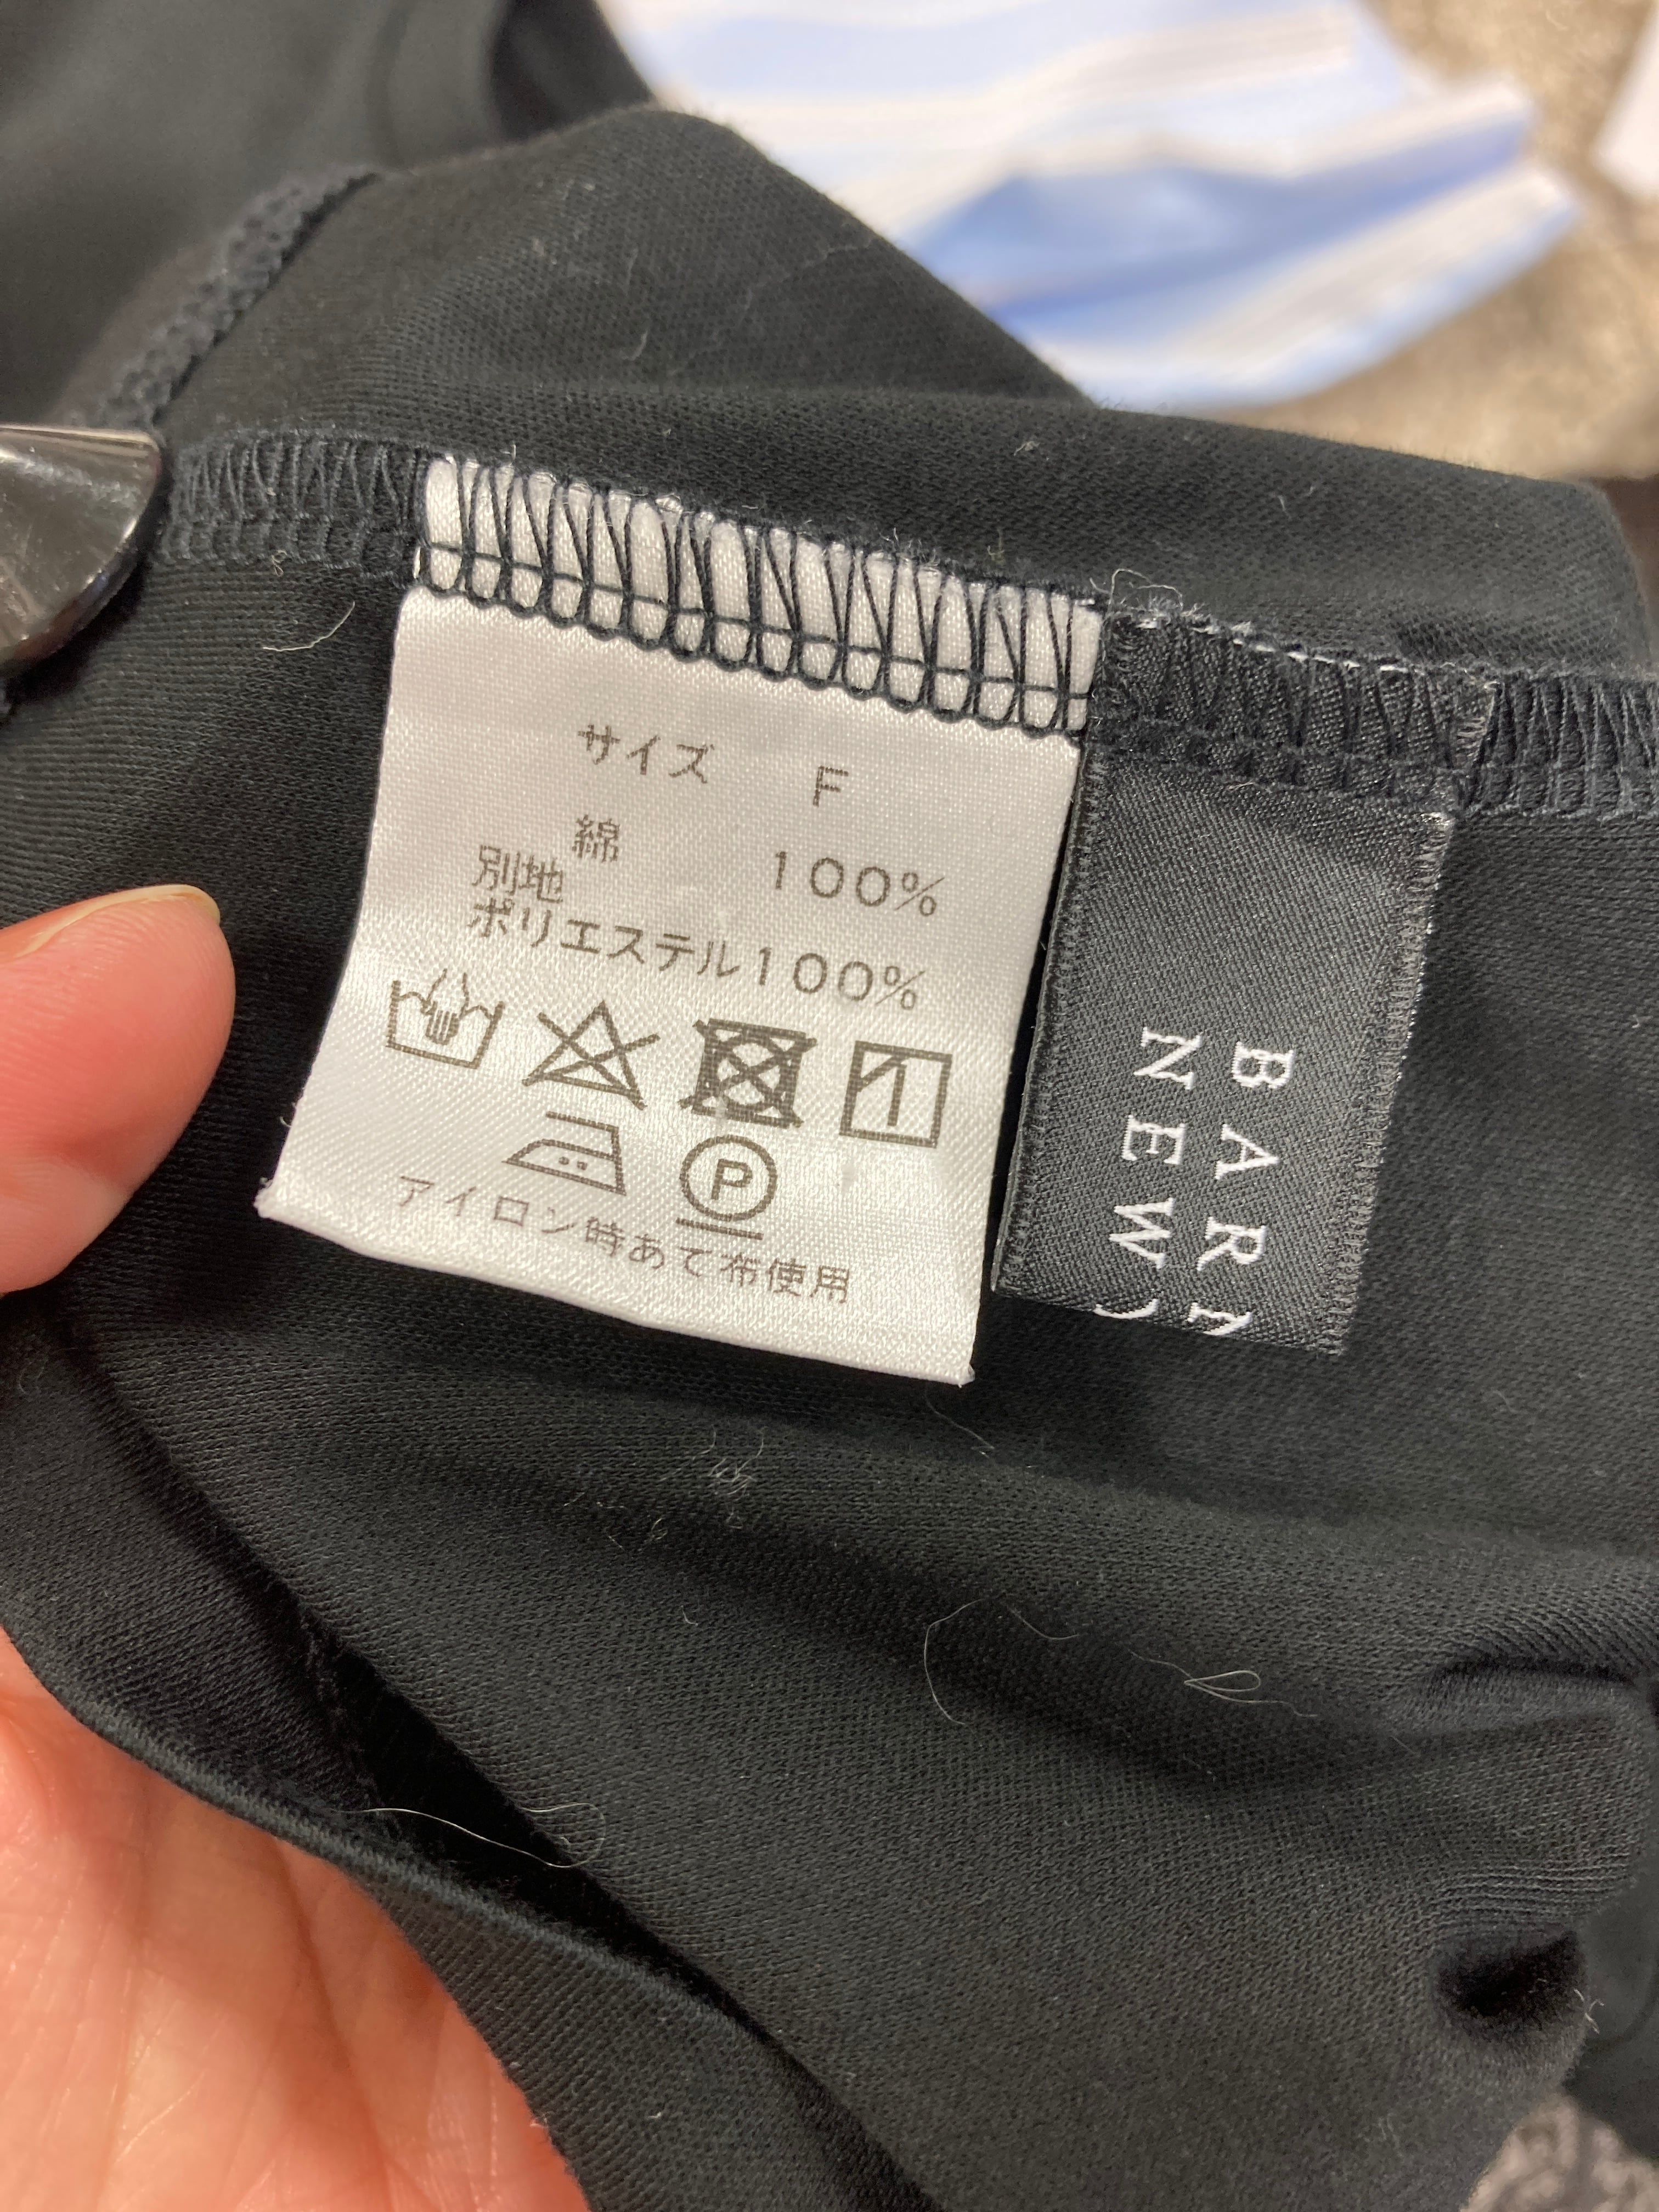 サイズ F
綿 100%
別地
ポリエステル100%
P
アイロン時あて布使用
BAR
NEW